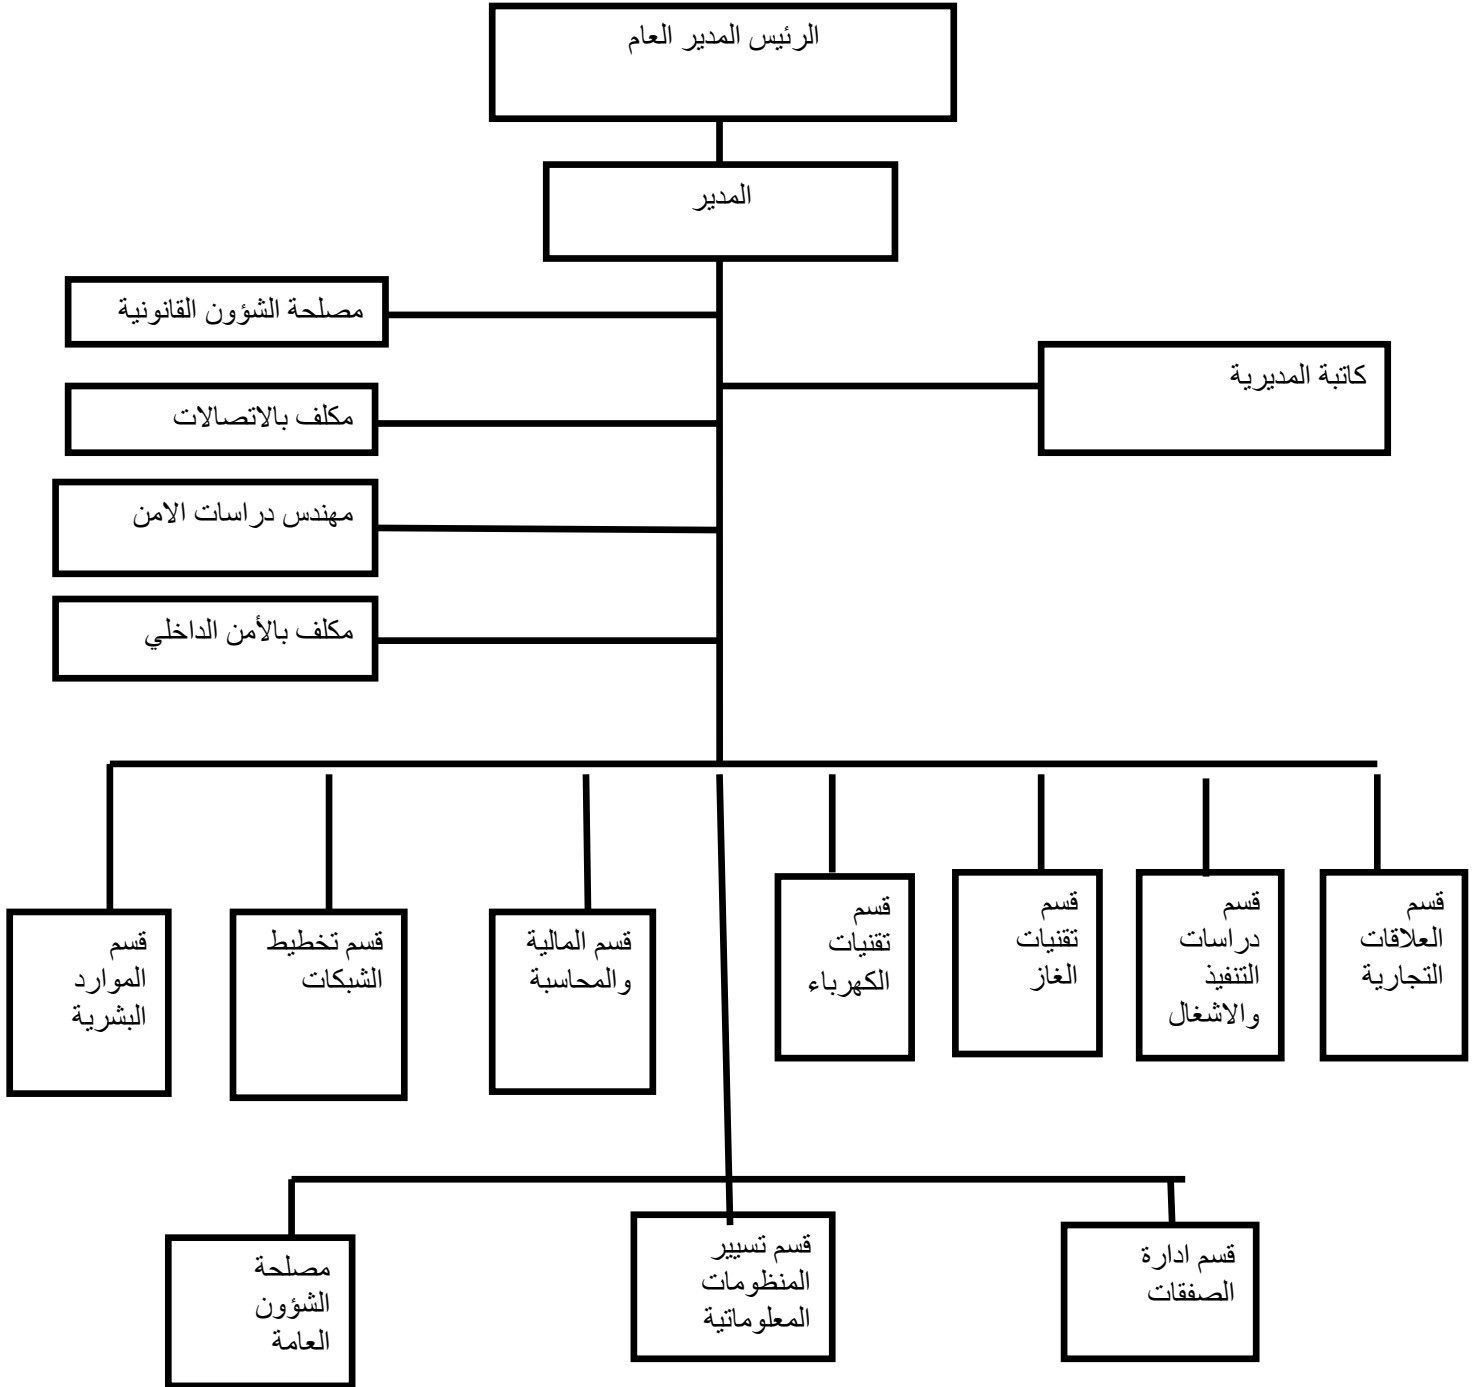 الرئيس المدير العام
المدير
مصلحة الشؤون القانونية
كاتبة المديرية
مكلف بالاتصالات
مهندس دراسات الامن
مكلف بالأمن الداخلي
قسم
العلاقات
التجارية
قسم
دراسات
التنفيذ
والاشغال
قسم
تقنيات
الغاز
قسم
تقنيات
الكهرباء
قسم المالية
والمحاسبة
قسم تخطيط
الشبكات
قسم
الموارد
البشرية
قسم ادارة
الصفقات
قسم تسيير
المنظومات
المعلوماتية
مصلحة
الشؤون
العامة